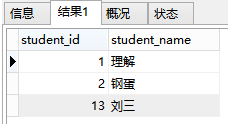 信息 结果1 概况 状态
student_id student_name
1 理解
2 钢蛋
13 刘三